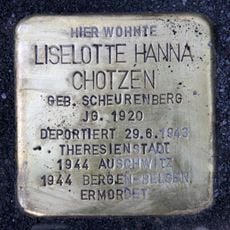 HIER WOHNTE
LISELOTTE HANNA
CHOTZEN
GEB. SCHEURENBERG
JG. 1920
DEPORTIERT 29.6.1943
THERESIENSTADT
1944 AUSCHWITZ
1944 BERGEN-BELSEN
ERMORDET